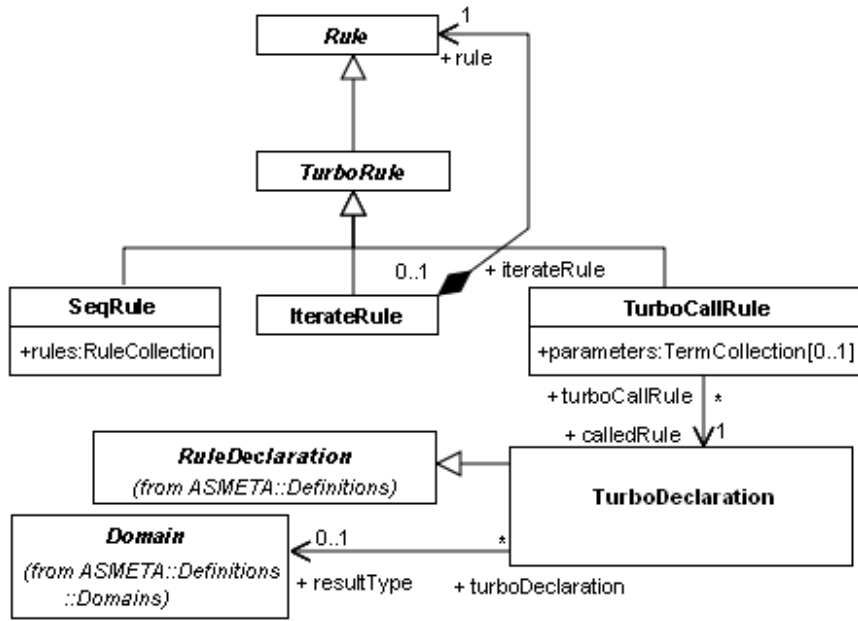 1
Rule
+ rule
TurboRule
0..1
+ iterateRule
SeqRule
+rules:RuleCollection
IterateRule
TurboCallRule
+parameters:TermCollection[0..1]
+ turboCallRule
*
+ calledRule
1
RuleDeclaration
(from ASMETA::Definitions)
TurboDeclaration
Domain
(from ASMETA::Definitions
::Domains)
0..1
*
+ resultType
+ turboDeclaration